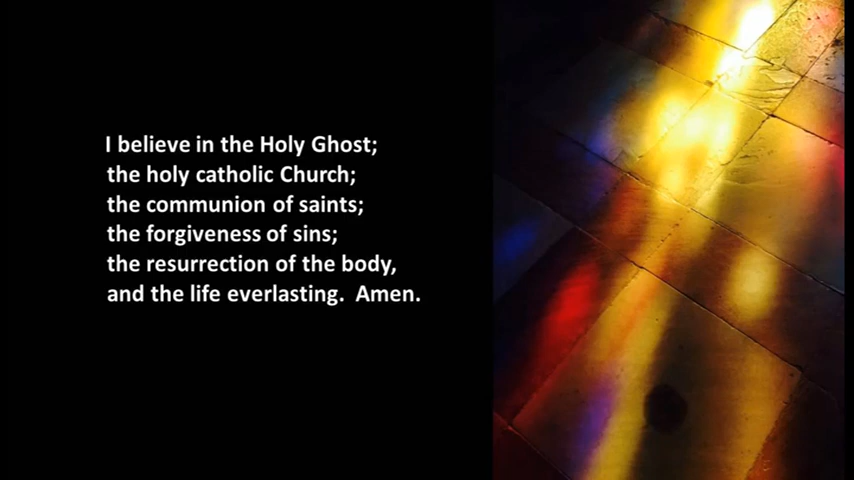 I believe in the Holy Ghost;
the holy catholic Church;
the communion of saints;
the forgiveness of sins;
the resurrection of the body,
and the life everlasting.  Amen.